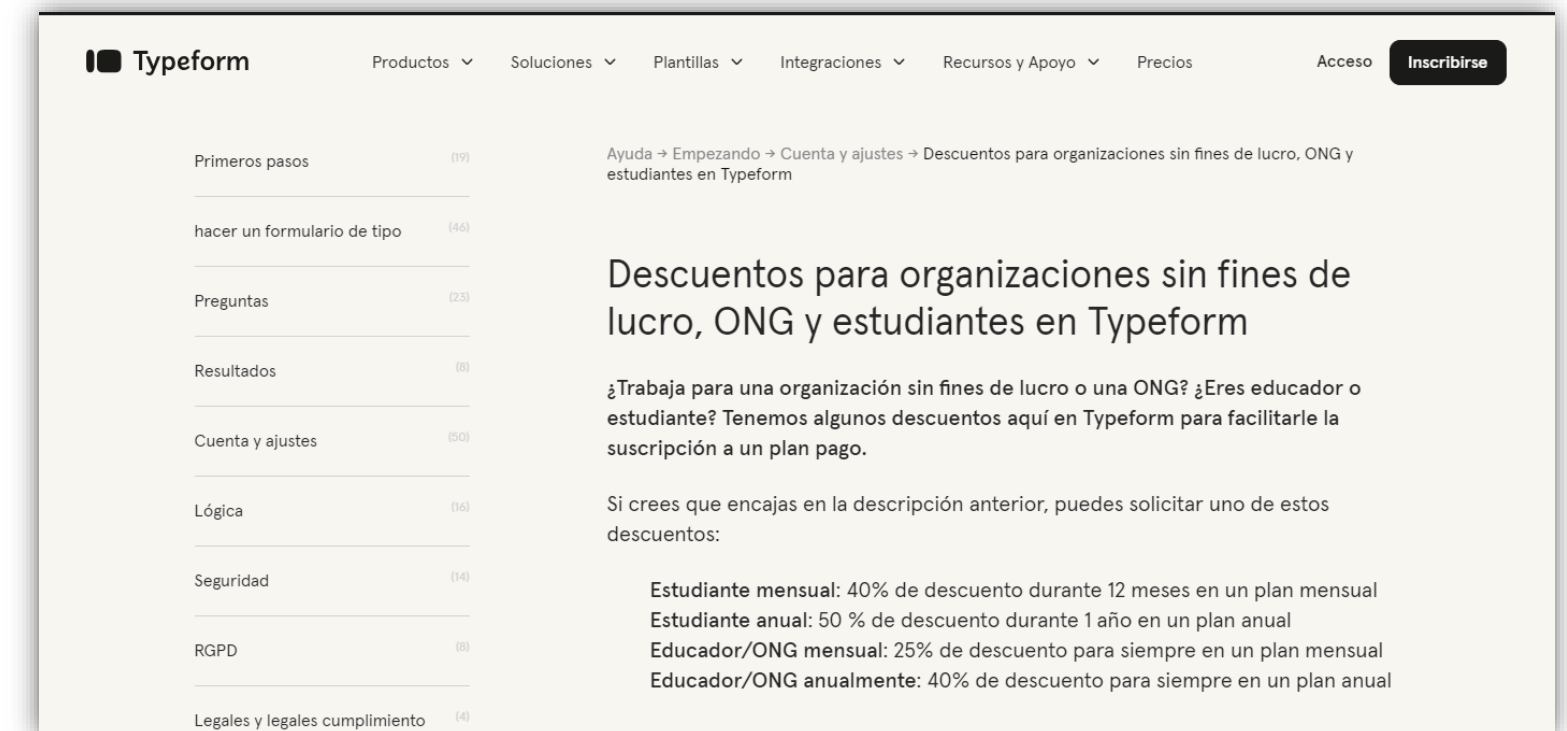 Typeform
Productos
Soluciones
Plantillas
Integraciones
Recursos y Apoyo
Precios
Acceso
Inscribirse
Primeros pasos (19)
hacer un formulario de tipo (46)
Preguntas (23)
Resultados (8)
Cuenta y ajustes (50)
Lógica (16)
Seguridad (14)
RGPD (8)
Legales y legales cumplimiento (4)
Ayuda → Empezando → Cuenta y ajustes → Descuentos para organizaciones sin fines de lucro, ONG y
estudiantes en Typeform
Descuentos para organizaciones sin fines de
lucro, ONG y estudiantes en Typeform
¿Trabaja para una organización sin fines de lucro o una ONG? ¿Eres educador o
estudiante? Tenemos algunos descuentos aquí en Typeform para facilitarle la
suscripción a un plan pago.
Si crees que encajas en la descripción anterior, puedes solicitar uno de estos
descuentos:
Estudiante mensual: 40% de descuento durante 12 meses en un plan mensual
Estudiante anual: 50 % de descuento durante 1 año en un plan anual
Educador/ONG mensual: 25% de descuento para siempre en un plan mensual
Educador/ONG anualmente: 40% de descuento para siempre en un plan anual